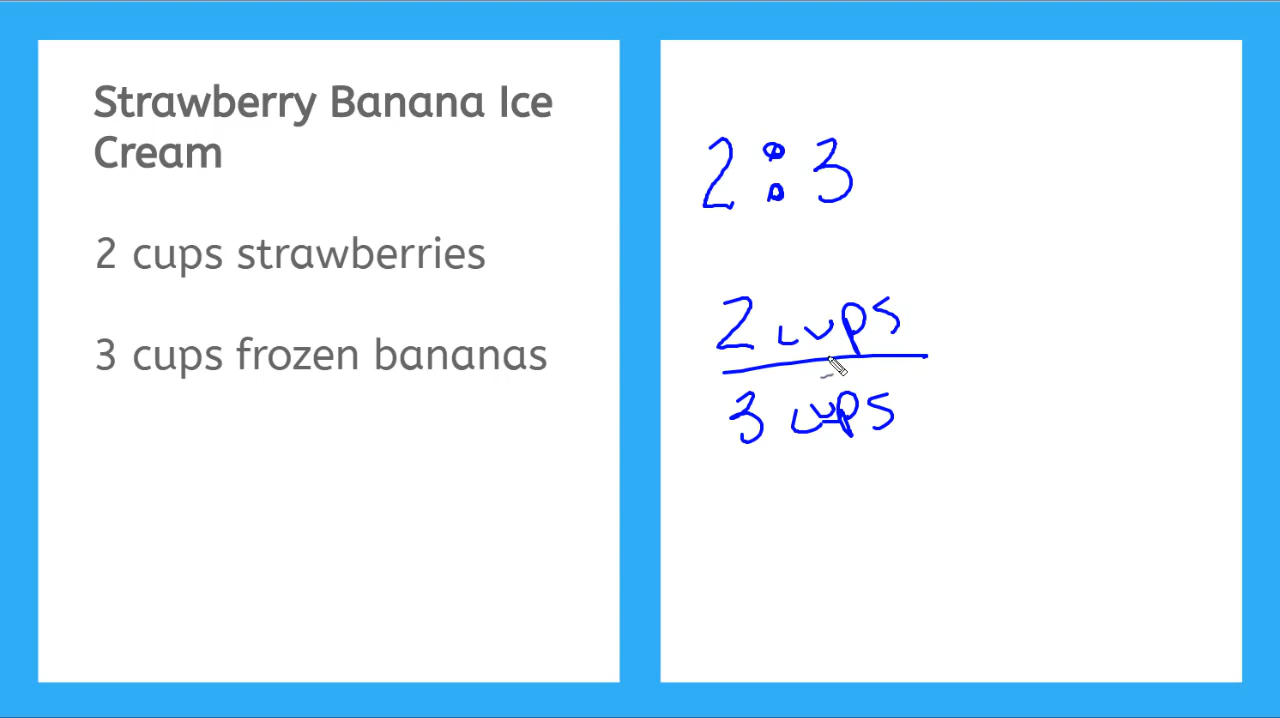 Strawberry Banana Ice
Cream
2 cups strawberries
3 cups frozen bananas
2:3
2 cups
3 cups